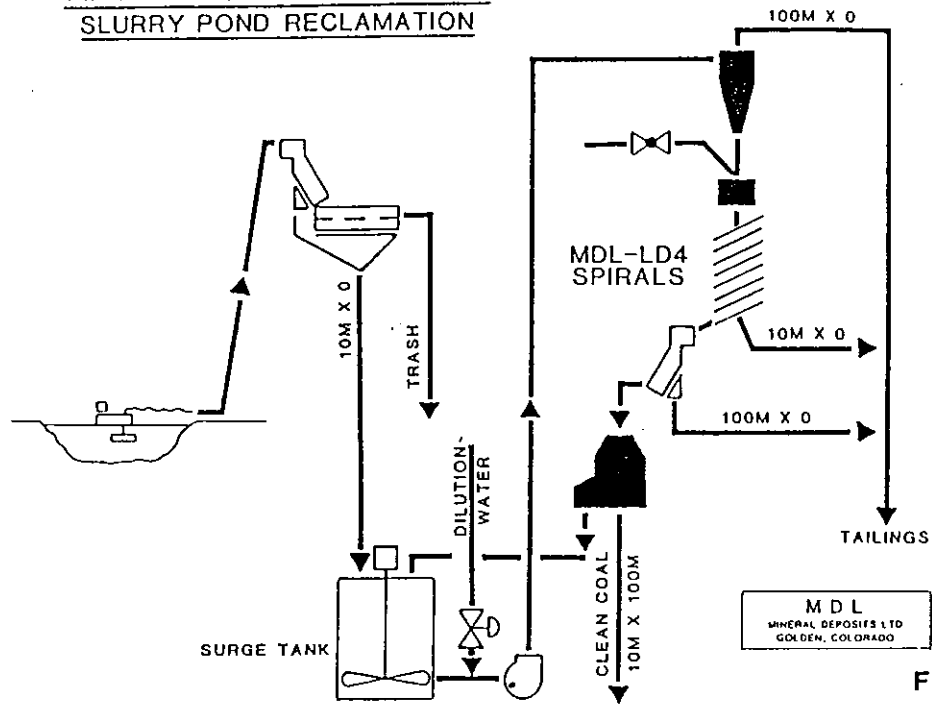 SLURRY POND RECLAMATION
100M X 0
MDL-LD4
SPIRALS
10M X 0
TRASH
10M X 0
100M X 0
DILUTION-
WATER
TAILINGS
CLEAN COAL
10M X 100M
SURGE TANK
MDL
MINERAL DEPOSITS LTD
GOLDEN, COLORADO
F